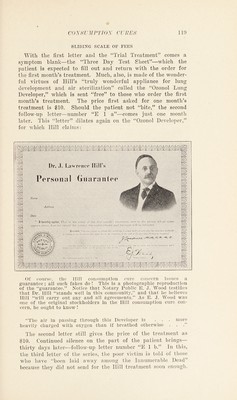 CONSUMPTION CURES 119
SLIDING SCALE OF FEES
With the first letter and the "Trial Treatment" comes a
symptom blank—the "Three Day Test Sheet"—which the
patient is expected to fill out and return with the order for
the first month's treatment. Much, also, is made of the wonder-
ful virtues of Hill's "truly wonderful appliance for lung
development and air sterilization" called the "Ozonol Lung
Developer," which is sent "free" to those who order the first
month's treatment. The price first asked for one month's
treatment is $10. Should the patient not "bite," the second
follow-up letter—number "E 1 a"—comes just one month
later. This "letter" dilates again on the "Ozonol Developer,"
for which Hill claims:
Dr. J. Lawrence Hill's
Personal Guarantee
Of course, the Hill consumption cure concern issues a
guarantee; all such fakes do! This is a photographic reproduction
of the "guarantee." Notice that Notary Public E. J. Wood testifies
that Dr. Hill "stands well in this community," and that he believes
Hill "will carry out any and all agreements." As E. J. Wood was
one of the original stockholders in the Hill consumption cure con-
cern, he ought to know!
"The air in passing through this Developer is . . . more
heavily charged with oxygen than if breathed otherwise . . ."
The second letter still gives the price of the treatment as
$10. Continued silence on the part of the patient brings—
thirty days later—follow-up letter number "E 1 b." In this,
the third letter of the series, the poor victim is told of those
who have "been laid away among the Innumerable Dead"
because they did not send for the Hill treatment soon enough.